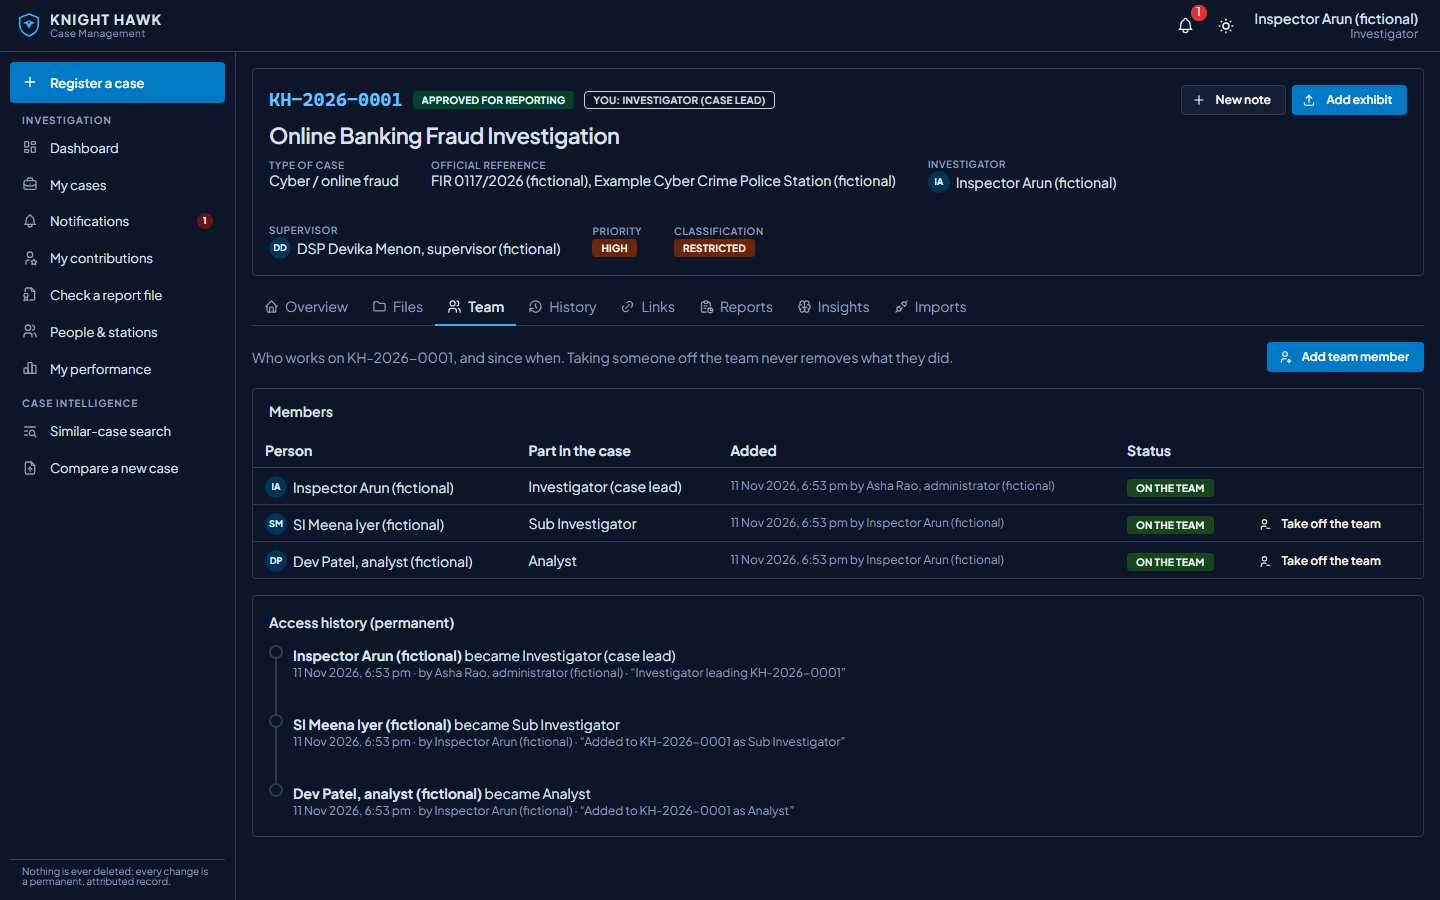 KNIGHT HAWK
Case Management
1
Inspector Arun (fictional)
Investigator
Register a case
INVESTIGATION
Dashboard
My cases
Notifications 1
My contributions
Check a report file
People & stations
My performance
CASE INTELLIGENCE
Similar-case search
Compare a new case
Nothing is ever deleted: every change is
a permanent, attributed record.
KH-2026-0001 APPROVED FOR REPORTING YOU: INVESTIGATOR (CASE LEAD)
New note Add exhibit
Online Banking Fraud Investigation
TYPE OF CASE OFFICIAL REFERENCE INVESTIGATOR
Cyber / online fraud FIR 0117/2026 (fictional), Example Cyber Crime Police Station (fictional) IA Inspector Arun (fictional)
SUPERVISOR PRIORITY CLASSIFICATION
DD DSP Devika Menon, supervisor (fictional) HIGH RESTRICTED
Overview Files Team History Links Reports Insights Imports
Who works on KH-2026-0001, and since when. Taking someone off the team never removes what they did.
Add team member
Members
Person Part in the case Added Status
IA Inspector Arun (fictional) Investigator (case lead) 11 Nov 2026, 6:53 pm by Asha Rao, administrator (fictional) ON THE TEAM
SM SI Meena Iyer (fictional) Sub Investigator 11 Nov 2026, 6:53 pm by Inspector Arun (fictional) ON THE TEAM Take off the team
DP Dev Patel, analyst (fictional) Analyst 11 Nov 2026, 6:53 pm by Inspector Arun (fictional) ON THE TEAM Take off the team
Access history (permanent)
Inspector Arun (fictional) became Investigator (case lead)
11 Nov 2026, 6:53 pm · by Asha Rao, administrator (fictional) · "Investigator leading KH-2026-0001"
SI Meena Iyer (fictional) became Sub Investigator
11 Nov 2026, 6:53 pm · by Inspector Arun (fictional) · "Added to KH-2026-0001 as Sub Investigator"
Dev Patel, analyst (fictional) became Analyst
11 Nov 2026, 6:53 pm · by Inspector Arun (fictional) · "Added to KH-2026-0001 as Analyst"